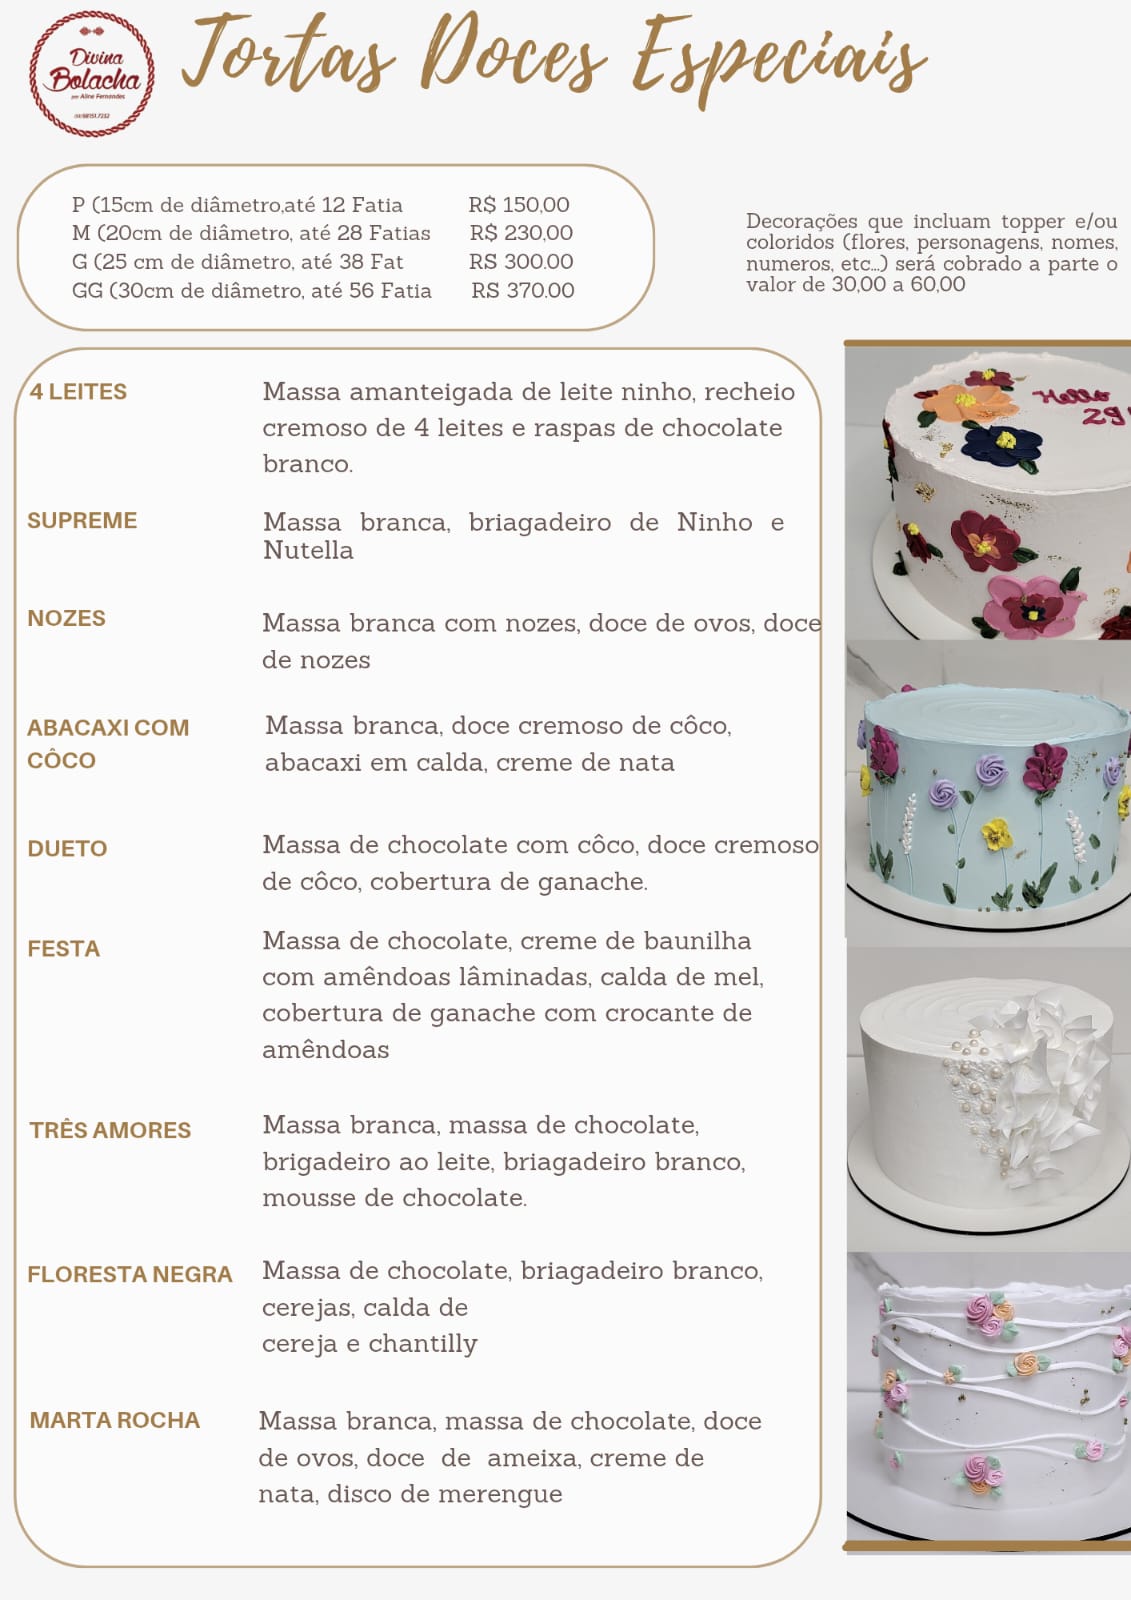 Divina
Bolacha
por Aline Fernandes
Tortas Doces Especiais
P (15cm de diâmetro,até 12 Fatia R$ 150,00
M (20cm de diâmetro, até 28 Fatias R$ 230,00
G (25 cm de diâmetro, até 38 Fat RS 300.00
GG (30cm de diâmetro, até 56 Fatia RS 370.00
Decorações que incluam topper e/ou
coloridos (flores, personagens, nomes,
numeros, etc...) será cobrado a parte o
valor de 30,00 a 60,00
4 LEITES
Massa amanteigada de leite ninho, recheio
cremoso de 4 leites e raspas de chocolate
branco.
SUPREME
Massa branca, briagadeiro de Ninho e
Nutella
NOZES
Massa branca com nozes, doce de ovos, doce
de nozes
ABACAXI COM
CÔCO
Massa branca, doce cremoso de côco,
abacaxi em calda, creme de nata
DUETO
Massa de chocolate com côco, doce cremoso
de côco, cobertura de ganache.
FESTA
Massa de chocolate, creme de baunilha
com amêndoas lâminadas, calda de mel,
cobertura de ganache com crocante de
amêndoas
TRÊS AMORES
Massa branca, massa de chocolate,
brigadeiro ao leite, briagadeiro branco,
mousse de chocolate.
FLORESTA NEGRA
Massa de chocolate, briagadeiro branco,
cerejas, calda de
cereja e chantilly
MARTA ROCHA
Massa branca, massa de chocolate, doce
de ovos, doce de ameixa, creme de
nata, disco de merengue
Hello
29